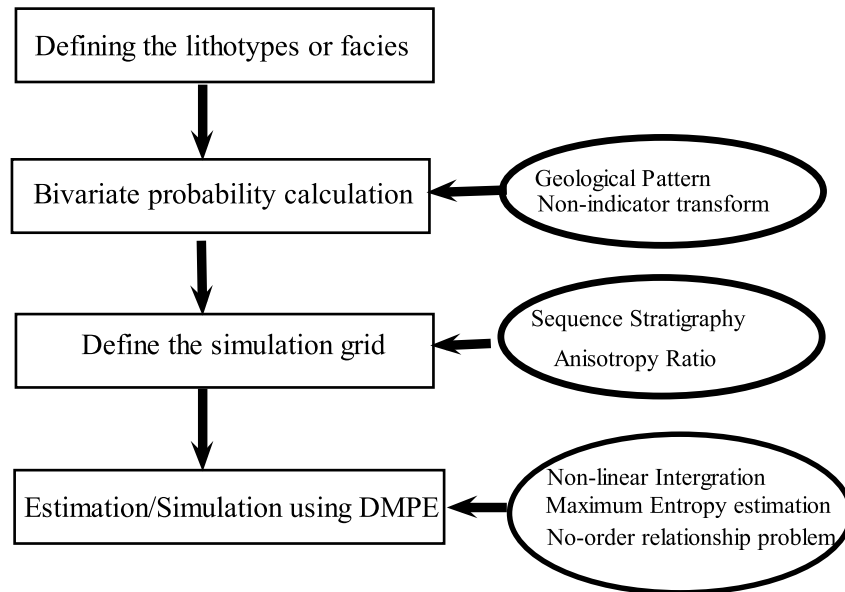 Defining the lithotypes or facies
Bivariate probability calculation
Geological Pattern
Non-indicator transform
Define the simulation grid
Sequence Stratigraphy
Anisotropy Ratio
Estimation/Simulation using DMPE
Non-linear Intergration
Maximum Entropy estimation
No-order relationship problem